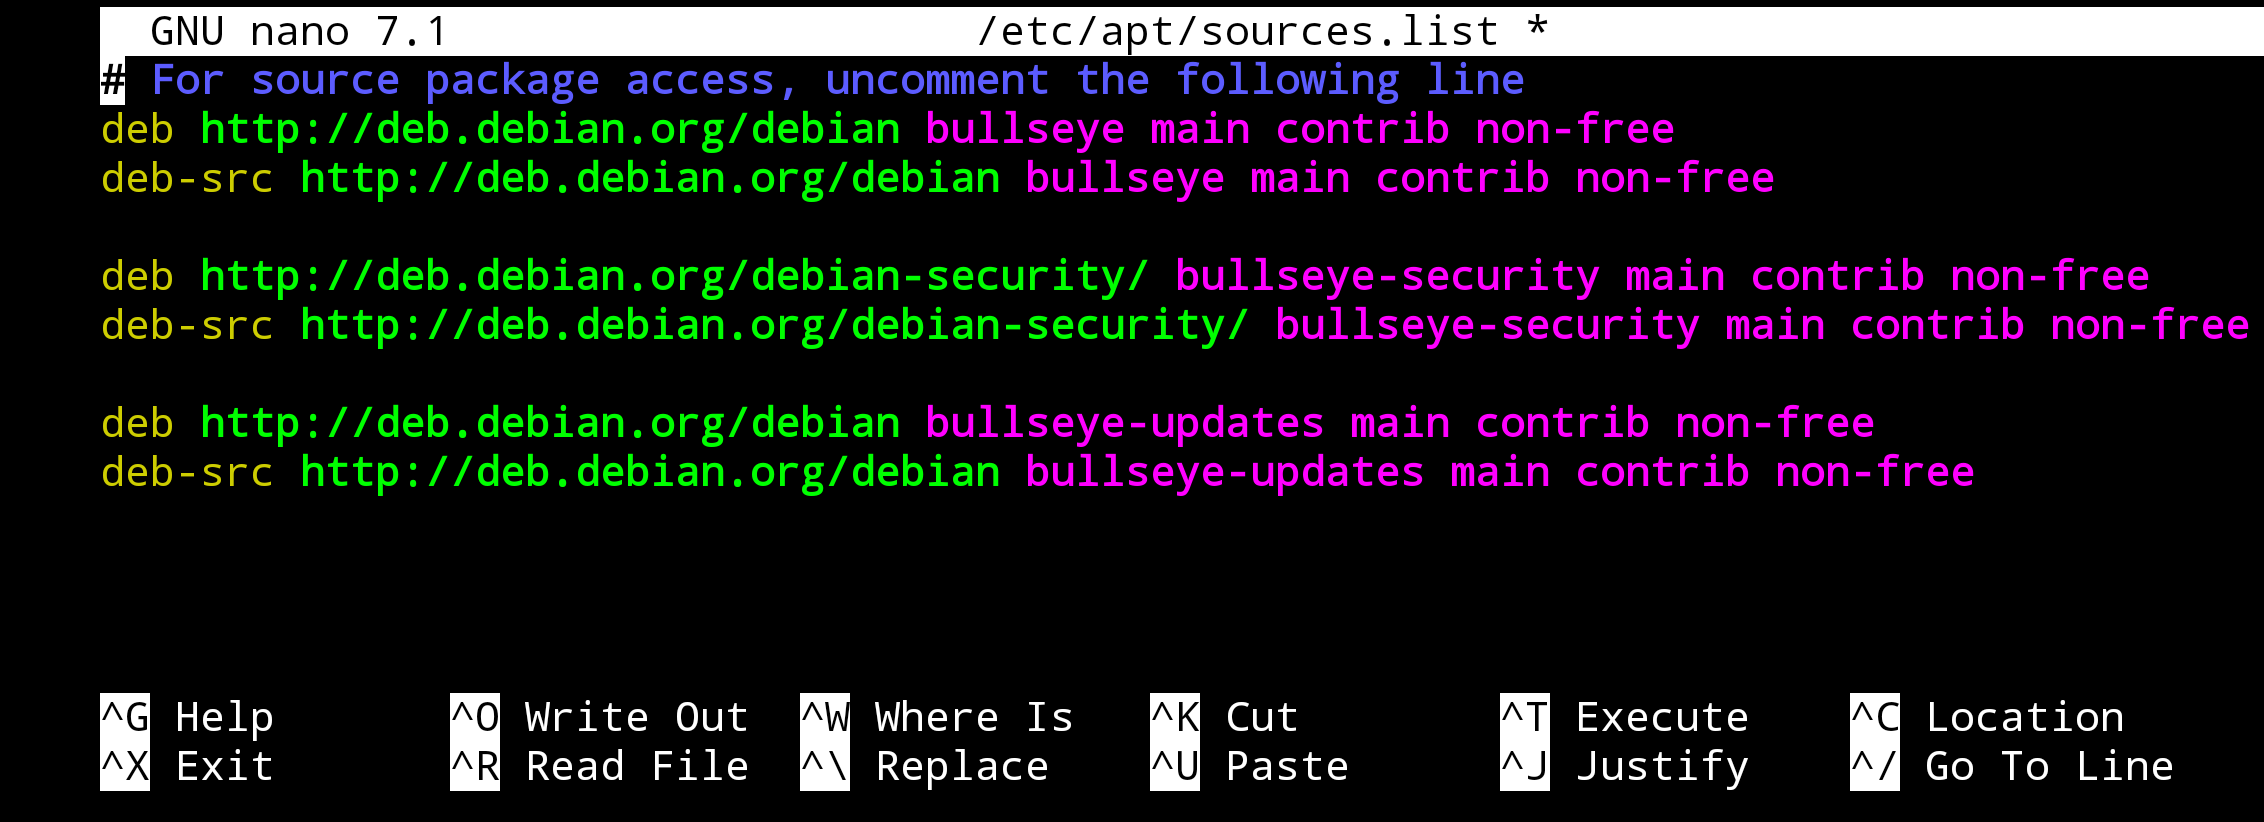 GNU nano 7.1 /etc/apt/sources.list *
# For source package access, uncomment the following line
deb http://deb.debian.org/debian bullseye main contrib non-free
deb-src http://deb.debian.org/debian bullseye main contrib non-free
deb http://deb.debian.org/debian-security/ bullseye-security main contrib non-free
deb-src http://deb.debian.org/debian-security/ bullseye-security main contrib non-free
deb http://deb.debian.org/debian bullseye-updates main contrib non-free
deb-src http://deb.debian.org/debian bullseye-updates main contrib non-free
^G Help ^O Write Out ^W Where Is ^K Cut ^T Execute ^C Location
^X Exit ^R Read File ^\ Replace ^U Paste ^J Justify ^/ Go To Line